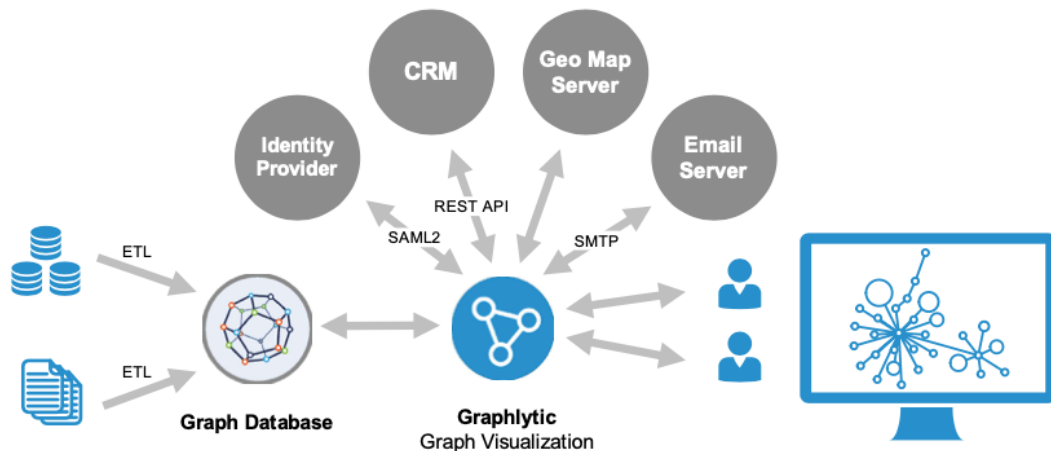 CRM
Geo Map
Server
Identity
Provider
Email
Server
REST API
SAML2
SMTP
ETL
ETL
Graph Database
Graphlytic
Graph Visualization